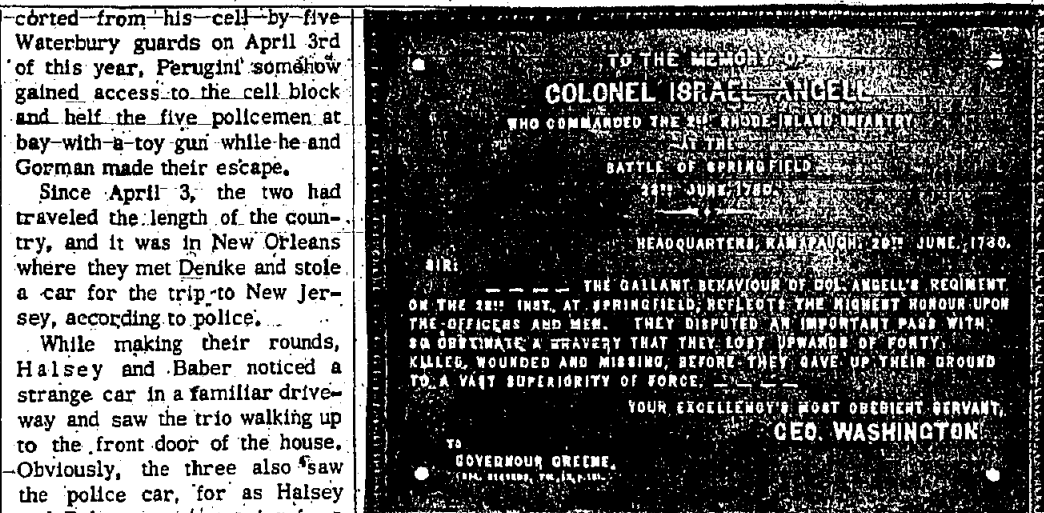 corted from his cell by five
Waterbury guards on April 3rd
of this year, Perugini somehow
gained access to the cell block
and helf the five policemen at
bay with a toy gun while he and
Gorman made their escape.
Since April 3, the two had
traveled the length of the coun-
try, and it was in New Orleans
where they met Denike and stole
a car for the trip to New Jer-
sey, according to police.
While making their rounds,
Halsey and Baber noticed a
strange car in a familiar drive-
way and saw the trio walking up
to the front door of the house.
Obviously, the three also saw
the police car, for as Halsey
TO THE MEMORY OF
COLONEL ISRAEL ANGELL
WHO COMMANDED THE 2ND RHODE ISLAND INFANTRY
AT THE
BATTLE OF SPRINGFIELD
JUNE, 1780.
HEADQUARTERS, RAMAPAUGH, 29TH JUNE, 1780.
SIR:
THE GALLANT BEHAVIOUR OF COL. ANGELL'S REGIMENT
ON THE INST. AT SPRINGFIELD, REFLECTS THE HIGHEST HONOUR UPON
THE OFFICERS AND MEN. THEY DISPUTED AN IMPORTANT PASS WITH
SO OBSTINATE A BRAVERY THAT THEY LOST UPWARDS OF FORTY,
KILLED, WOUNDED AND MISSING, BEFORE THEY GAVE UP THEIR GROUND
TO A VAST SUPERIORITY OF FORCE.
YOUR EXCELLENCY'S MOST OBEDIENT SERVANT,
GEO. WASHINGTON
TO
GOVERNOUR GREENE.